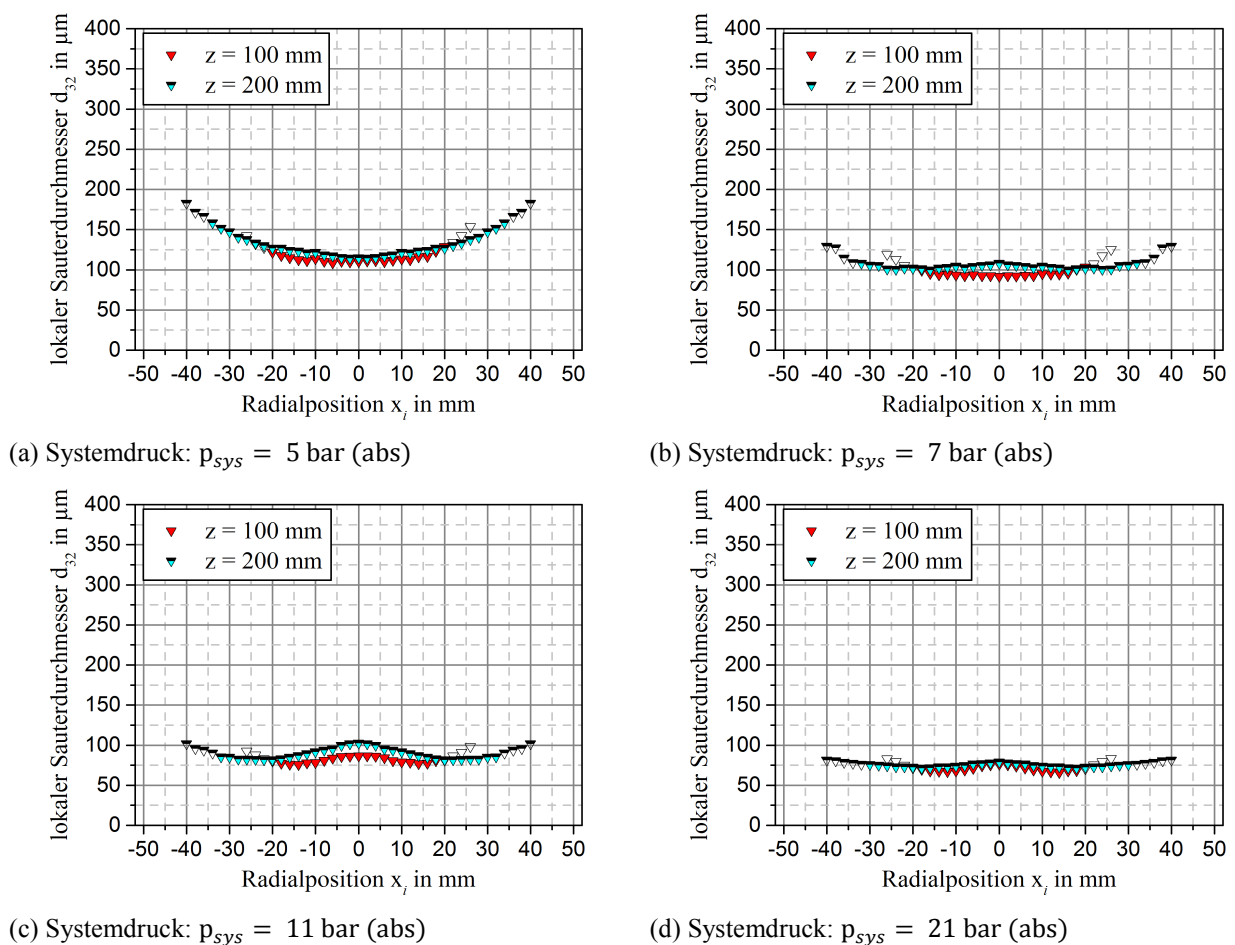 400
350
300
250
200
150
100
50
0
lokaler Sauterdurchmesser d₃₂ in µm
z = 100 mm
z = 200 mm
-50 -40 -30 -20 -10 0 10 20 30 40 50
Radialposition xᵢ in mm
(a) Systemdruck: p_sys = 5 bar (abs)
400
350
300
250
200
150
100
50
0
lokaler Sauterdurchmesser d₃₂ in µm
z = 100 mm
z = 200 mm
-50 -40 -30 -20 -10 0 10 20 30 40 50
Radialposition xᵢ in mm
(b) Systemdruck: p_sys = 7 bar (abs)
400
350
300
250
200
150
100
50
0
lokaler Sauterdurchmesser d₃₂ in µm
z = 100 mm
z = 200 mm
-50 -40 -30 -20 -10 0 10 20 30 40 50
Radialposition xᵢ in mm
(c) Systemdruck: p_sys = 11 bar (abs)
400
350
300
250
200
150
100
50
0
lokaler Sauterdurchmesser d₃₂ in µm
z = 100 mm
z = 200 mm
-50 -40 -30 -20 -10 0 10 20 30 40 50
Radialposition xᵢ in mm
(d) Systemdruck: p_sys = 21 bar (abs)